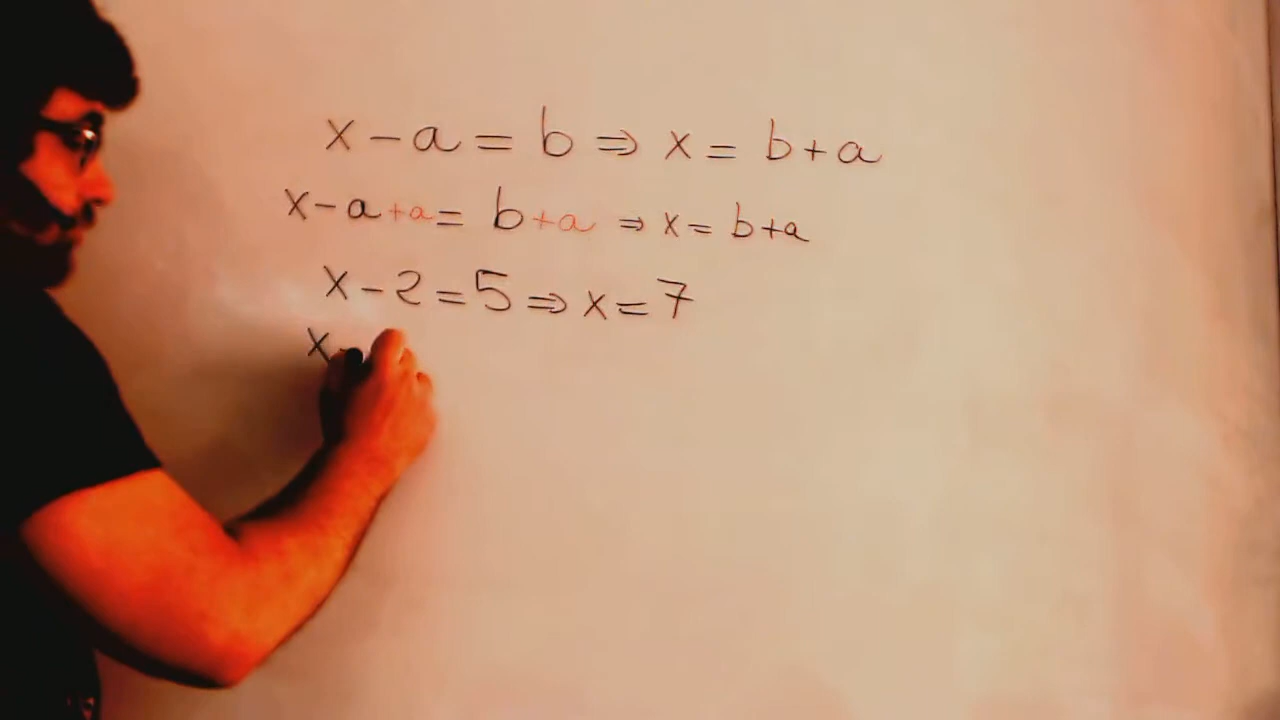 x - a = b ⇒ x = b + a
x - a + a = b + a ⇒ x = b + a
x - 2 = 5 ⇒ x = 7
x